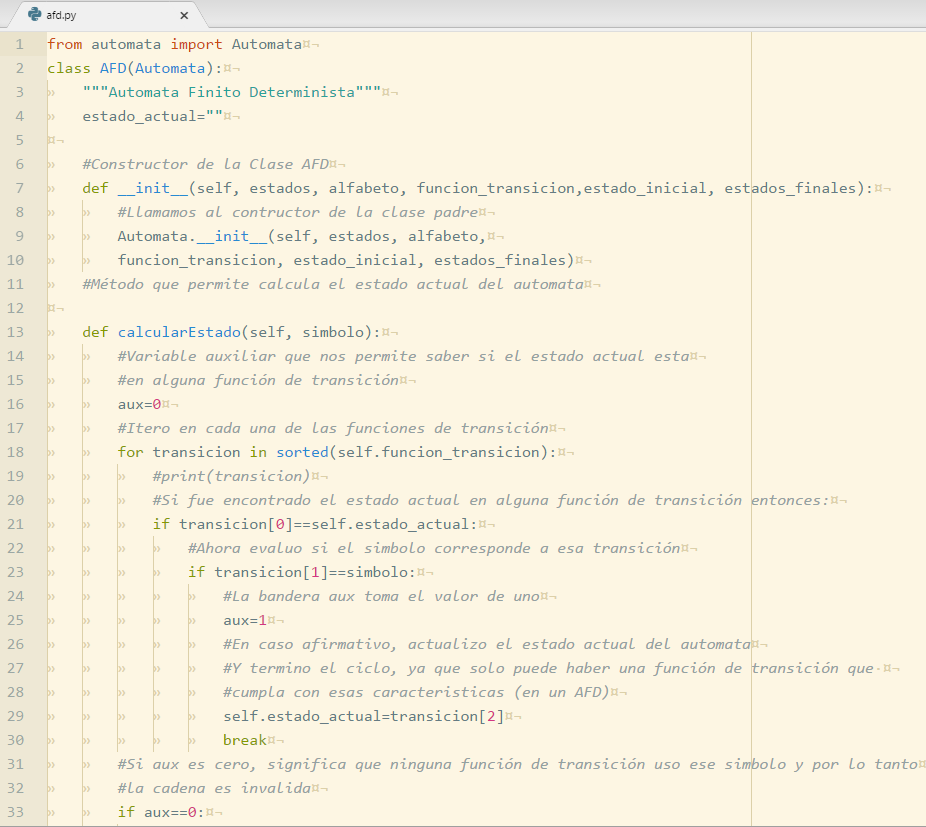 afd.py ×
1 from automata import Automata
2 class AFD(Automata):
3 """Automata Finito Determinista"""
4 estado_actual=""
5
6 #Constructor de la Clase AFD
7 def __init__(self, estados, alfabeto, funcion_transicion,estado_inicial, estados_finales):
8 #Llamamos al contructor de la clase padre
9 Automata.__init__(self, estados, alfabeto,
10 funcion_transicion, estado_inicial, estados_finales)
11 #Método que permite calcula el estado actual del automata
12
13 def calcularEstado(self, simbolo):
14 #Variable auxiliar que nos permite saber si el estado actual esta
15 #en alguna función de transición
16 aux=0
17 #Itero en cada una de las funciones de transición
18 for transicion in sorted(self.funcion_transicion):
19 #print(transicion)
20 #Si fue encontrado el estado actual en alguna función de transición entonces:
21 if transicion[0]==self.estado_actual:
22 #Ahora evaluo si el simbolo corresponde a esa transición
23 if transicion[1]==simbolo:
24 #La bandera aux toma el valor de uno
25 aux=1
26 #En caso afirmativo, actualizo el estado actual del automata
27 #Y termino el ciclo, ya que solo puede haber una función de transición que
28 #cumpla con esas caracteristicas (en un AFD)
29 self.estado_actual=transicion[2]
30 break
31 #Si aux es cero, significa que ninguna función de transición uso ese simbolo y por lo tanto
32 #la cadena es invalida
33 if aux==0: